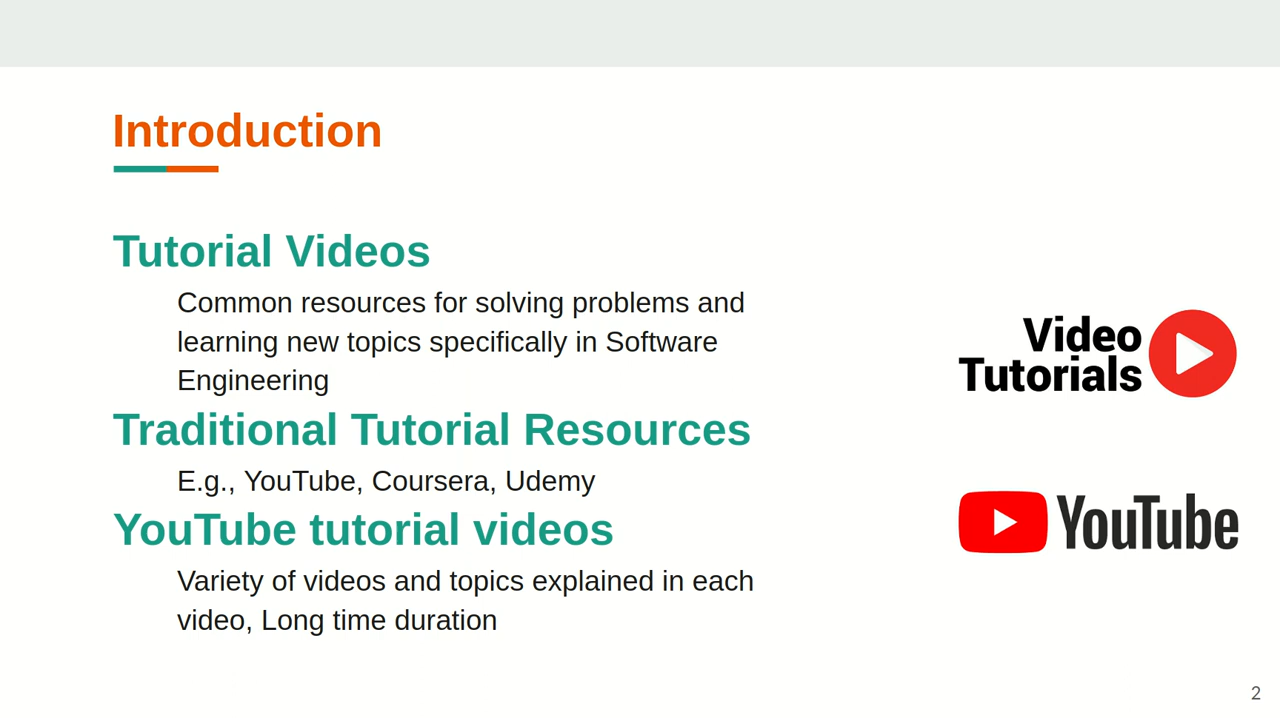 Introduction
Tutorial Videos
Common resources for solving problems and
learning new topics specifically in Software
Engineering
Traditional Tutorial Resources
E.g., YouTube, Coursera, Udemy
YouTube tutorial videos
Variety of videos and topics explained in each
video, Long time duration
Video
Tutorials
YouTube
2